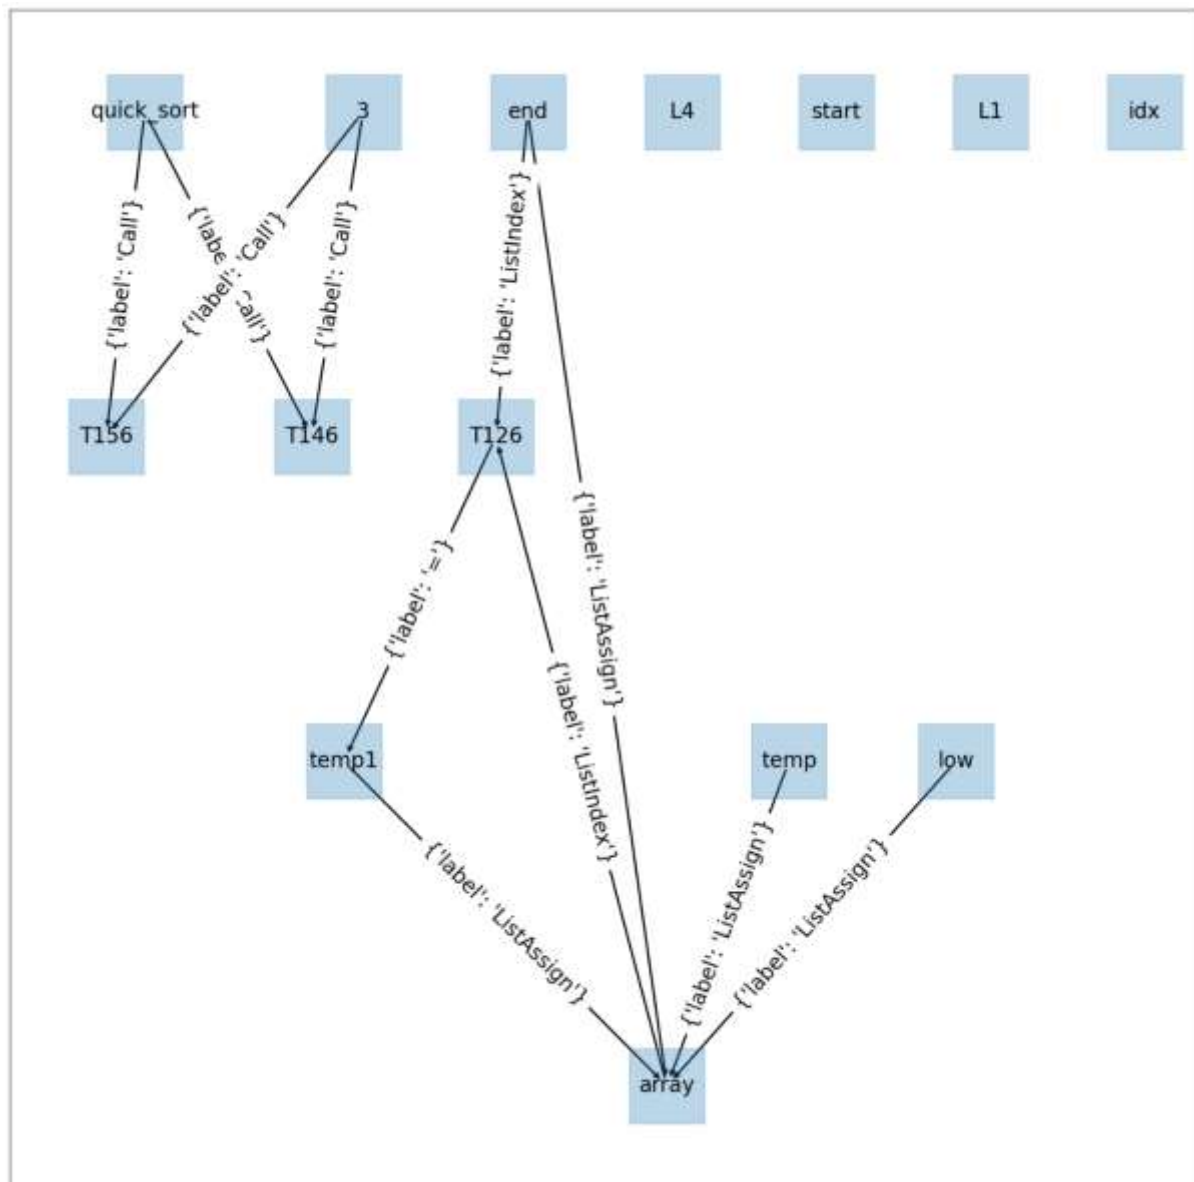 quick_sort
3
end
L4
start
L1
idx
{'label': 'Call'}
{'label': 'Call'}
{'label': 'Call'}
{'label': 'ListIndex'}
T156
T146
T126
{'label': '='}
{'label': 'ListAssign'}
{'label': 'ListIndex'}
temp1
temp
low
{'label': 'ListAssign'}
{'label': 'ListAssign'}
{'label': 'ListAssign'}
array